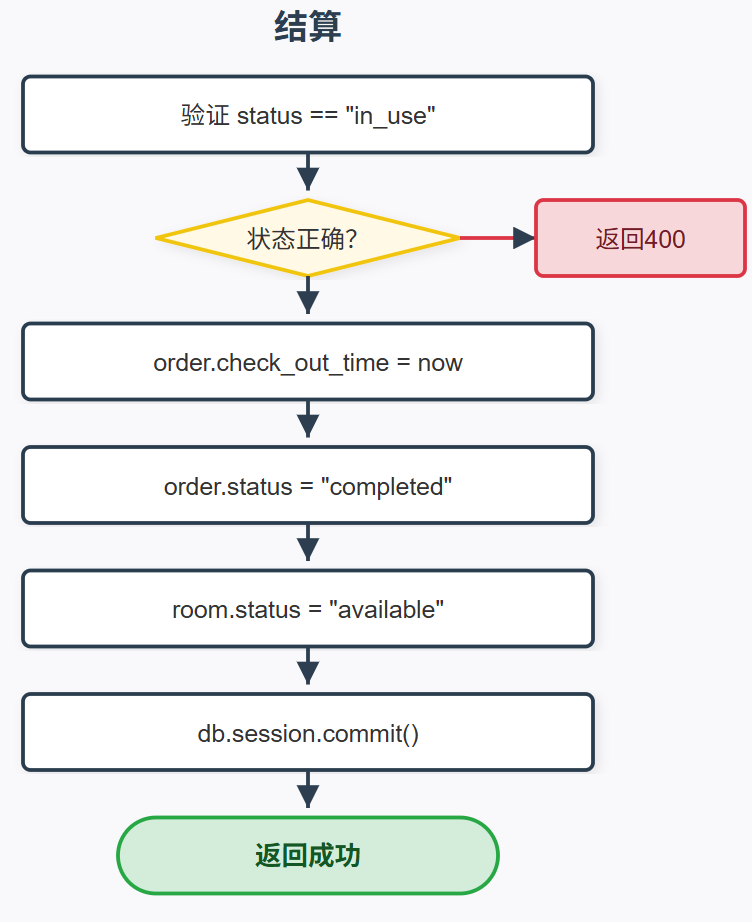 结算
验证 status == "in_use"
状态正确?
返回400
order.check_out_time = now
order.status = "completed"
room.status = "available"
db.session.commit()
返回成功